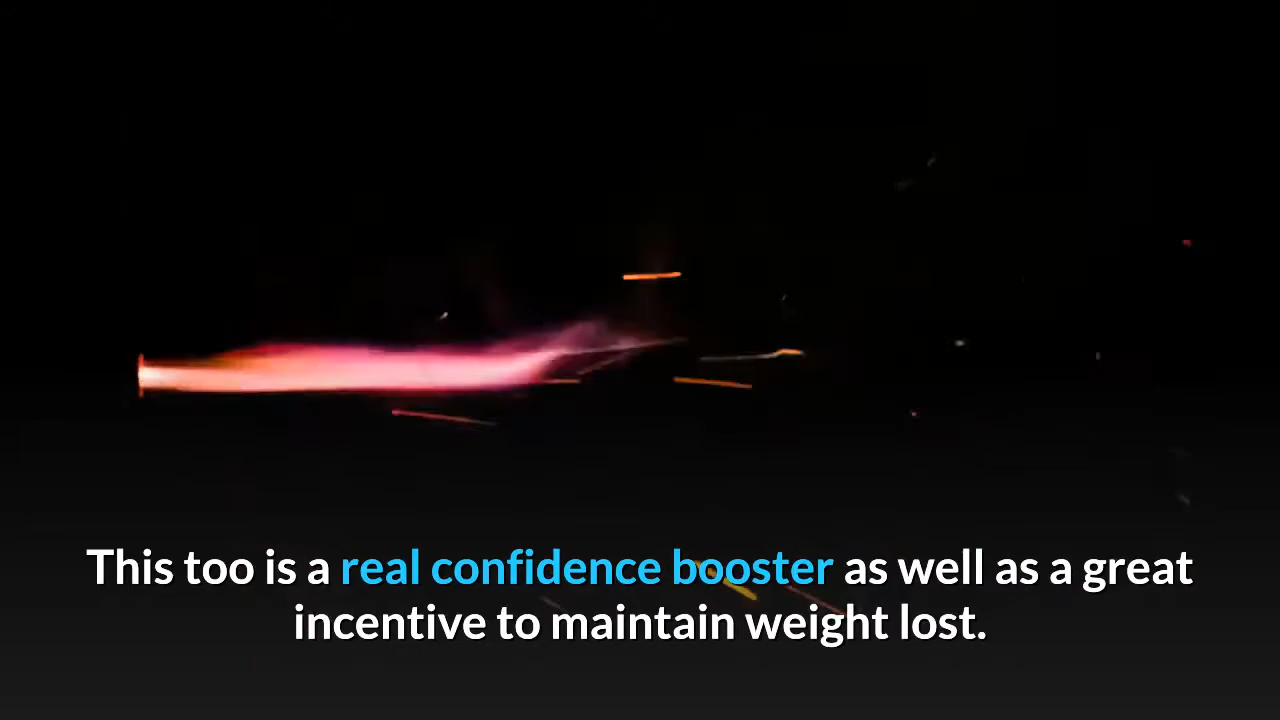 This too is a real confidence booster as well as a great
incentive to maintain weight lost.